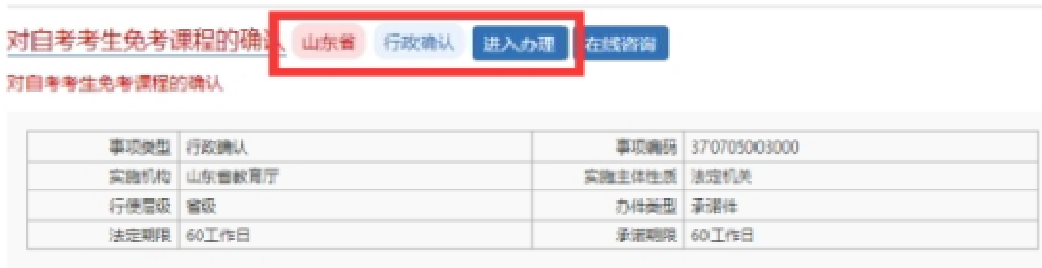 对自考考生免考课程的确认 山东省 行政确认 进入办理 在线咨询
对自考考生免考课程的确认
事项类型 行政确认 事项编码 370705003000
实施机构 山东省教育厅 实施主体性质 法定机关
行使层级 省级 办件类型 承诺件
法定期限 60工作日 承诺期限 60工作日